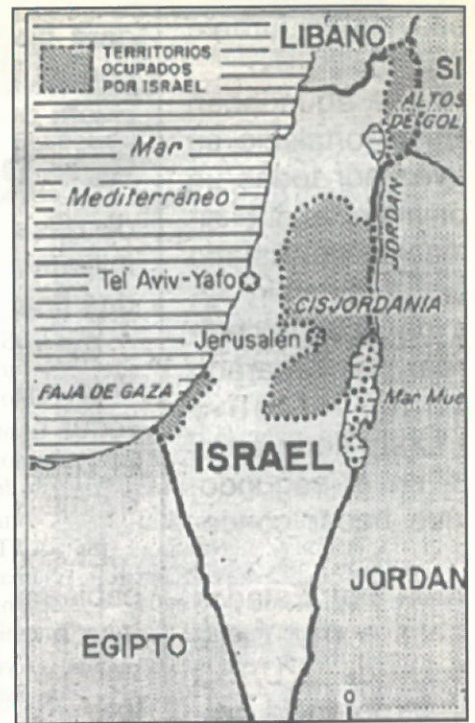 LIBANO
TERRITORIOS
OCUPADOS
POR ISRAEL
SI
ALTOS
DE GOL
Mar
Mediterráneo
JORDAN
Tel Aviv-Yafo
CISJORDANIA
Jerusalén
FAJA DE GAZA
Mar Mue
ISRAEL
JORDAN
EGIPTO
0